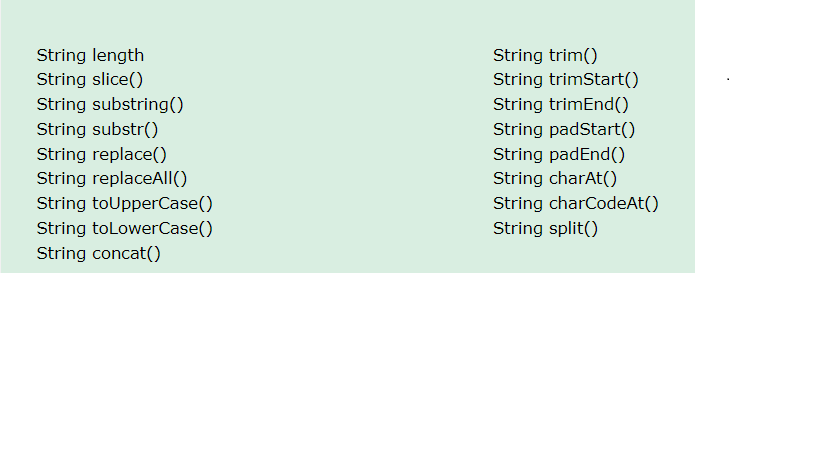 String length
String slice()
String substring()
String substr()
String replace()
String replaceAll()
String toUpperCase()
String toLowerCase()
String concat()
String trim()
String trimStart()
String trimEnd()
String padStart()
String padEnd()
String charAt()
String charCodeAt()
String split()